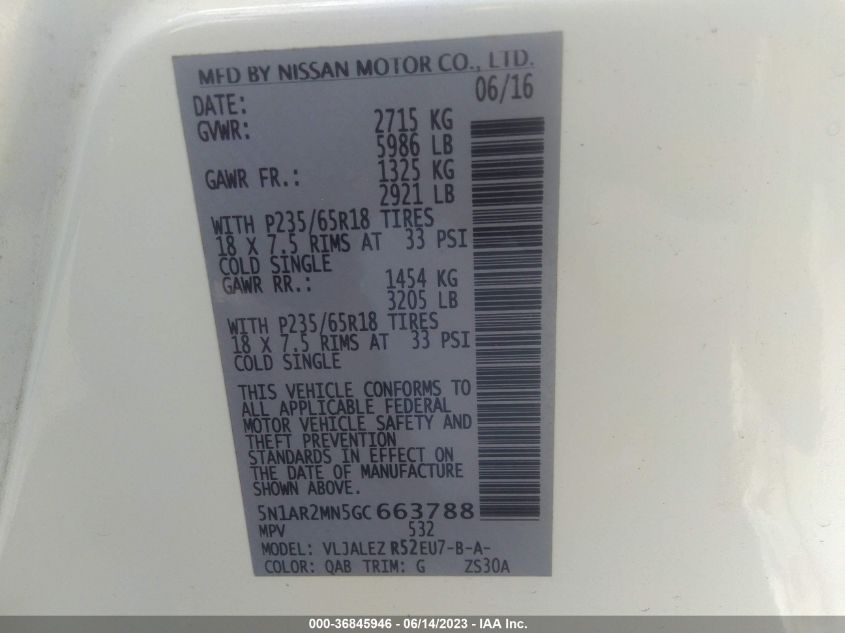 MFD BY NISSAN MOTOR CO., LTD.
DATE: 06/16
GVWR: 2715 KG
5986 LB
GAWR FR.: 1325 KG
2921 LB
WITH P235/65R18 TIRES
18 X 7.5 RIMS AT 33 PSI
COLD SINGLE
GAWR RR.: 1454 KG
3205 LB
WITH P235/65R18 TIRES
18 X 7.5 RIMS AT 33 PSI
COLD SINGLE
THIS VEHICLE CONFORMS TO
ALL APPLICABLE FEDERAL
MOTOR VEHICLE SAFETY AND
THEFT PREVENTION
STANDARDS IN EFFECT ON
THE DATE OF MANUFACTURE
SHOWN ABOVE.
5N1AR2MN5GC663788
MPV 532
MODEL: VLJALEZ R52EU7-B-A-
COLOR: QAB TRIM: G ZS30A
000-36845946 - 06/14/2023 - IAA Inc.